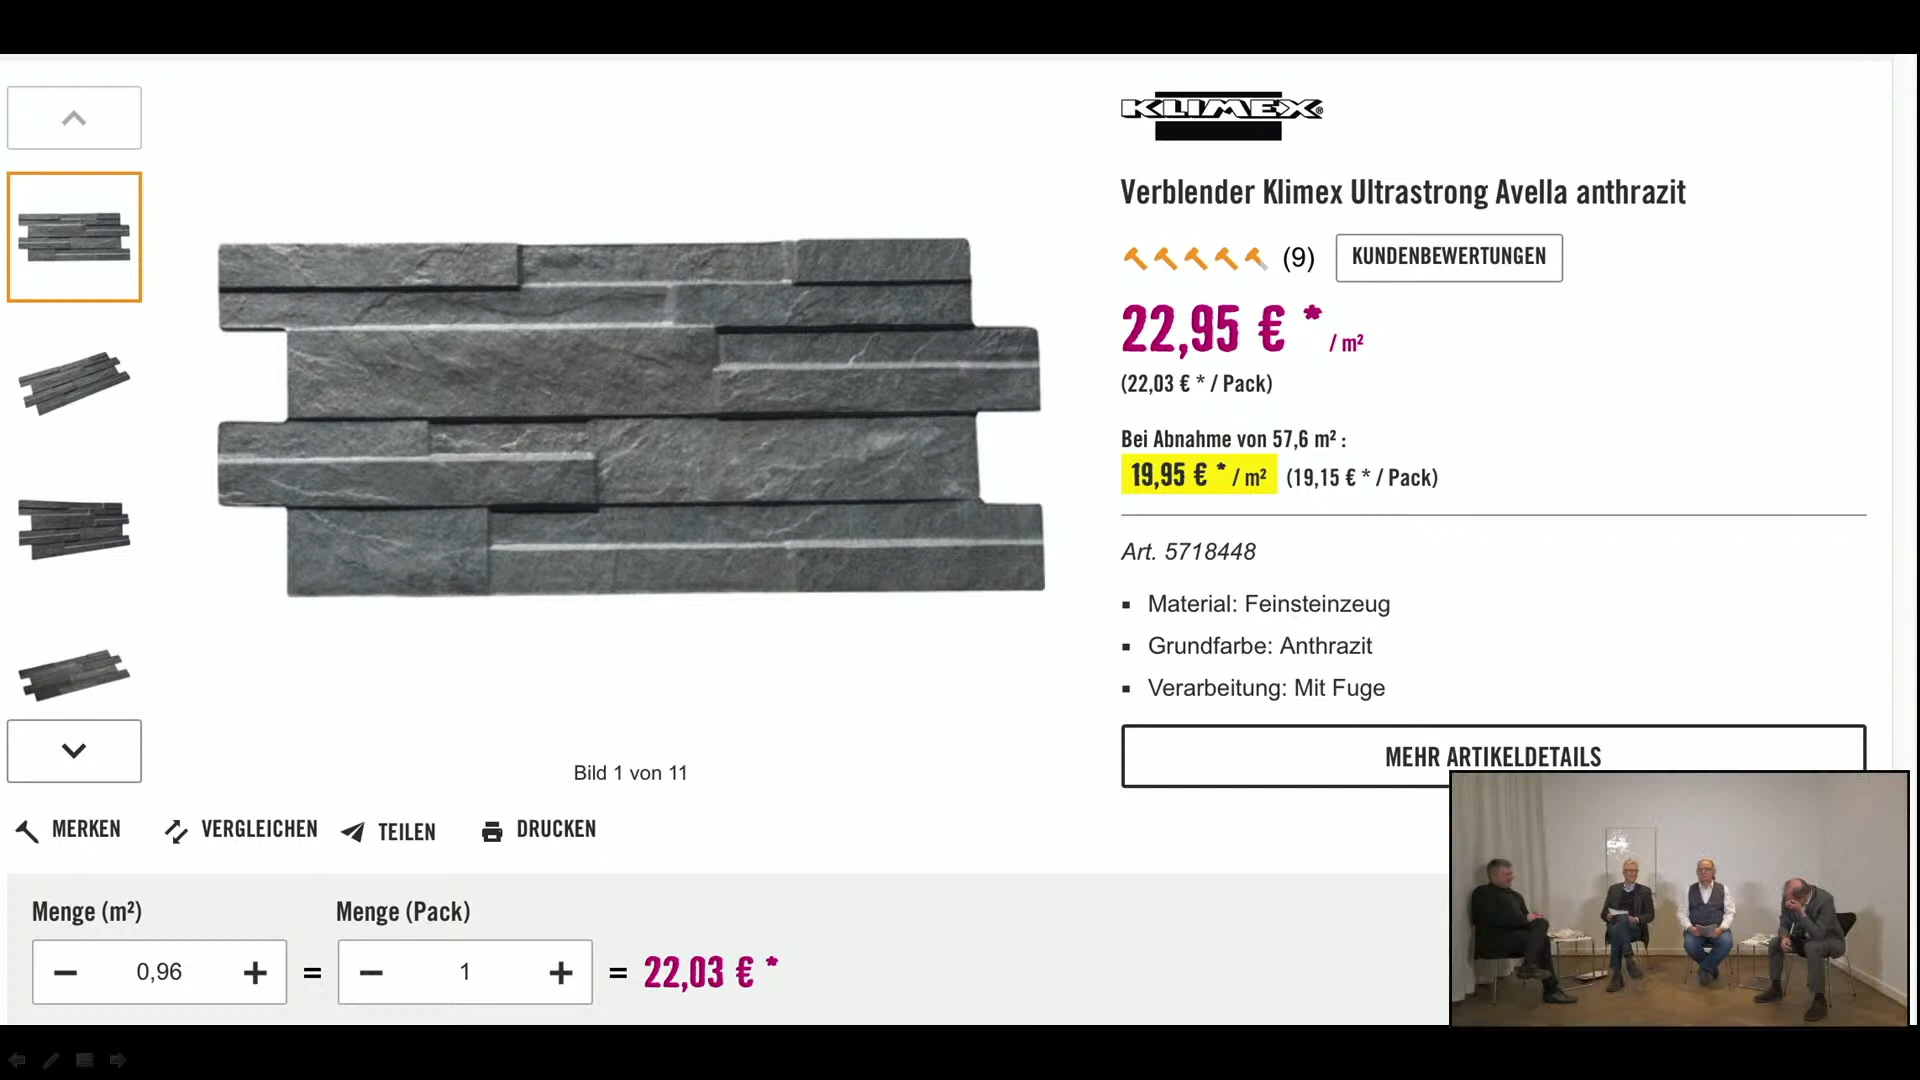 KLIMEX®
Verblender Klimex Ultrastrong Avella anthrazit
(9) KUNDENBEWERTUNGEN
22,95 € * / m²
(22,03 € * / Pack)
Bei Abnahme von 57,6 m² :
19,95 € * / m² (19,15 € * / Pack)
Art. 5718448
▪ Material: Feinsteinzeug
▪ Grundfarbe: Anthrazit
▪ Verarbeitung: Mit Fuge
MEHR ARTIKELDETAILS
Bild 1 von 11
MERKEN VERGLEICHEN TEILEN DRUCKEN
Menge (m²) Menge (Pack)
− 0,96 + = − 1 + = 22,03 € *